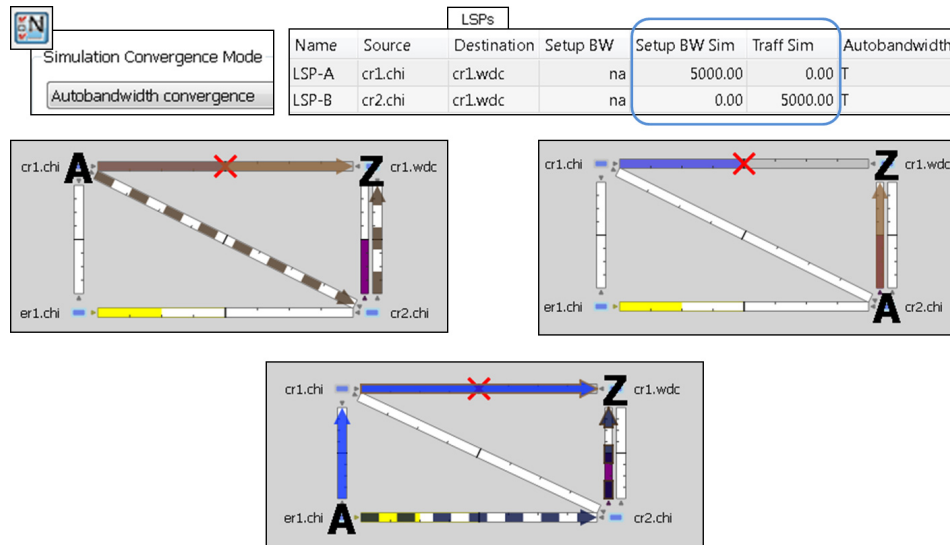 N
LSPs
Simulation Convergence Mode
Autobandwidth convergence
Name Source Destination Setup BW Setup BW Sim Traff Sim Autobandwidth
LSP-A cr1.chi cr1.wdc na 5000.00 0.00 T
LSP-B cr2.chi cr1.wdc na 0.00 5000.00 T
cr1.chi A Z cr1.wdc
er1.chi cr2.chi
cr1.chi Z cr1.wdc
er1.chi A cr2.chi
cr1.chi Z cr1.wdc
er1.chi A cr2.chi